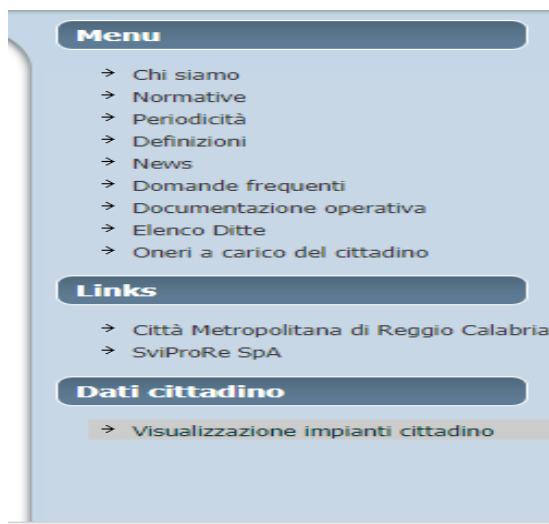 Menu
Chi siamo
Normative
Periodicità
Definizioni
News
Domande frequenti
Documentazione operativa
Elenco Ditte
Oneri a carico del cittadino
Links
Città Metropolitana di Reggio Calabria
SviProRe SpA
Dati cittadino
Visualizzazione impianti cittadino